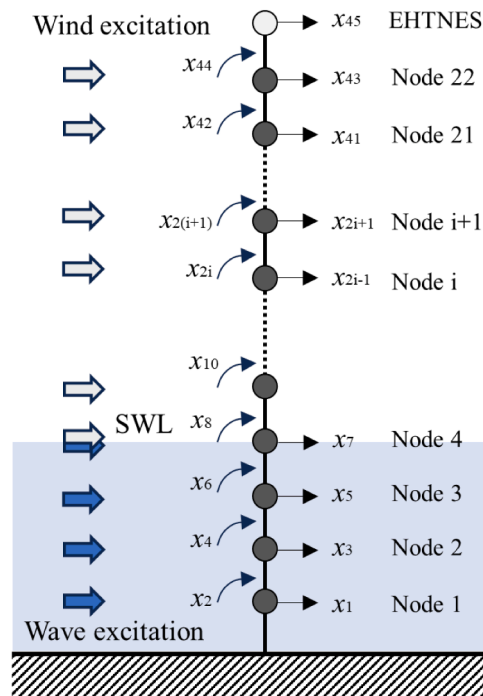 Wind excitation x45 EHTNES
x44 x43 Node 22
x42 x41 Node 21
x2(i+1) x2i+1 Node i+1
x2i x2i-1 Node i
x10
SWL x8 x7 Node 4
x6 x5 Node 3
x4 x3 Node 2
x2 x1 Node 1
Wave excitation